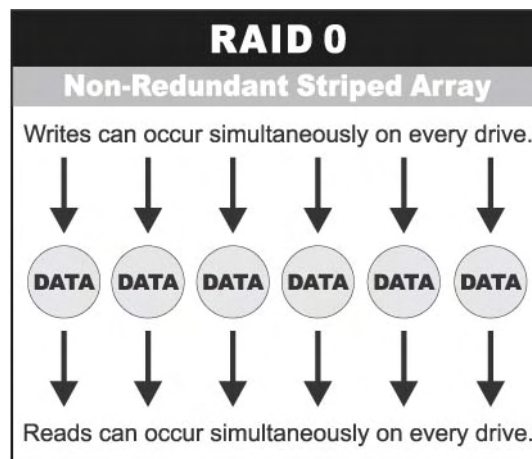 RAID 0
Non-Redundant Striped Array
Writes can occur simultaneously on every drive.
DATA DATA DATA DATA DATA DATA
Reads can occur simultaneously on every drive.